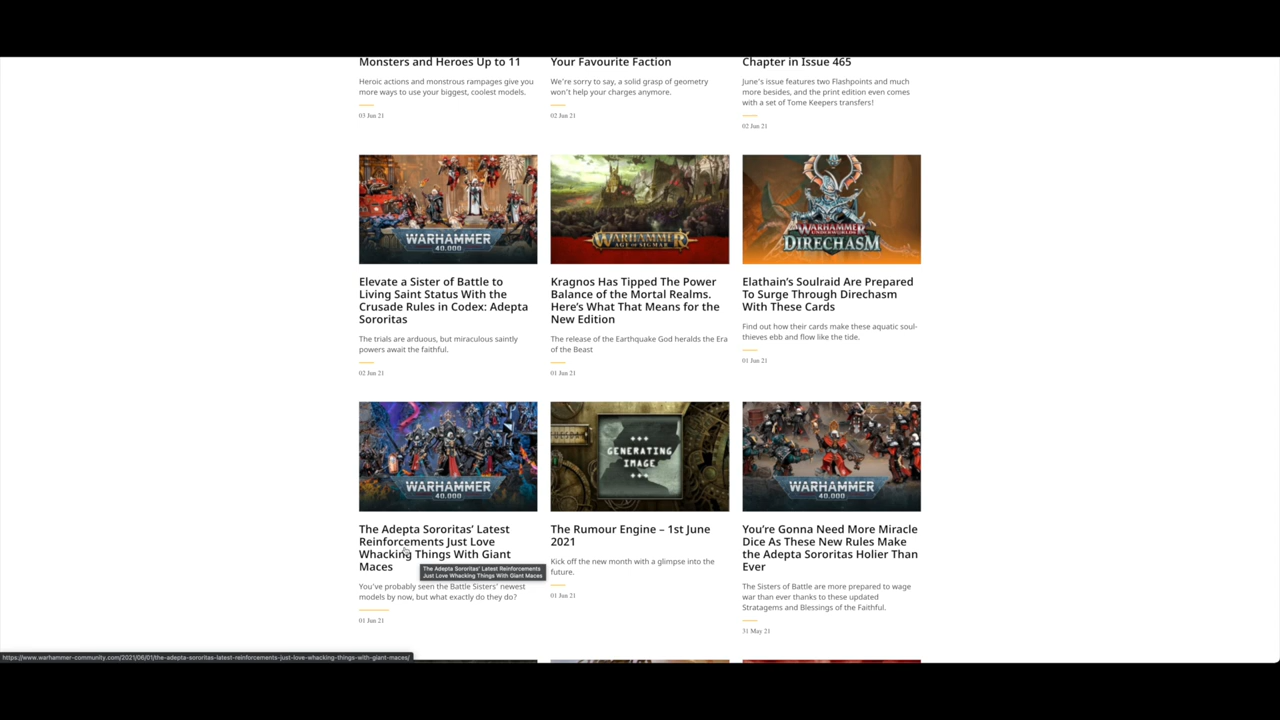 Monsters and Heroes Up to 11
Heroic actions and monstrous rampages give you
more ways to use your biggest, coolest models.
03 Jun 21
Your Favourite Faction
We're sorry to say, a solid grasp of geometry
won't help your charges anymore.
02 Jun 21
Chapter in Issue 465
June's issue features two Flashpoints and much
more besides, and the print edition even comes
with a set of Tome Keepers transfers!
02 Jun 21
WARHAMMER
40,000
Elevate a Sister of Battle to
Living Saint Status With the
Crusade Rules in Codex: Adepta
Sororitas
The trials are arduous, but miraculous saintly
powers await the faithful.
02 Jun 21
WARHAMMER
AGE OF SIGMAR
Kragnos Has Tipped The Power
Balance of the Mortal Realms.
Here's What That Means for the
New Edition
The release of the Earthquake God heralds the Era
of the Beast
01 Jun 21
WARHAMMER
UNDERWORLDS
DIRECHASM
Elathain's Soulraid Are Prepared
To Surge Through Direchasm
With These Cards
Find out how their cards make these aquatic soul-
thieves ebb and flow like the tide.
01 Jun 21
WARHAMMER
40,000
The Adepta Sororitas' Latest
Reinforcements Just Love
Whacking Things With Giant
Maces
The Adepta Sororitas' Latest Reinforcements
Just Love Whacking Things With Giant Maces
You've probably seen the Battle Sisters' newest
models by now, but what exactly do they do?
01 Jun 21
GENERATING
IMAGE
The Rumour Engine – 1st June
2021
Kick off the new month with a glimpse into the
future.
01 Jun 21
WARHAMMER
40,000
You're Gonna Need More Miracle
Dice As These New Rules Make
the Adepta Sororitas Holier Than
Ever
The Sisters of Battle are more prepared to wage
war than ever thanks to these updated
Stratagems and Blessings of the Faithful.
31 May 21
https://www.warhammer-community.com/2021/06/01/the-adepta-sororitas-latest-reinforcements-just-love-whacking-things-with-giant-maces/